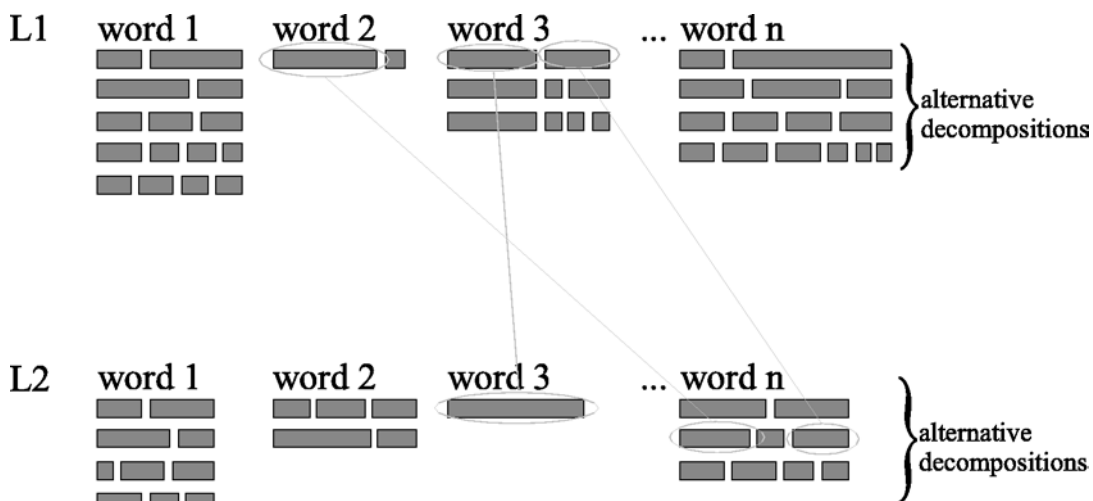 L1 word 1 word 2 word 3 ... word n
alternative
decompositions
L2 word 1 word 2 word 3 ... word n
alternative
decompositions